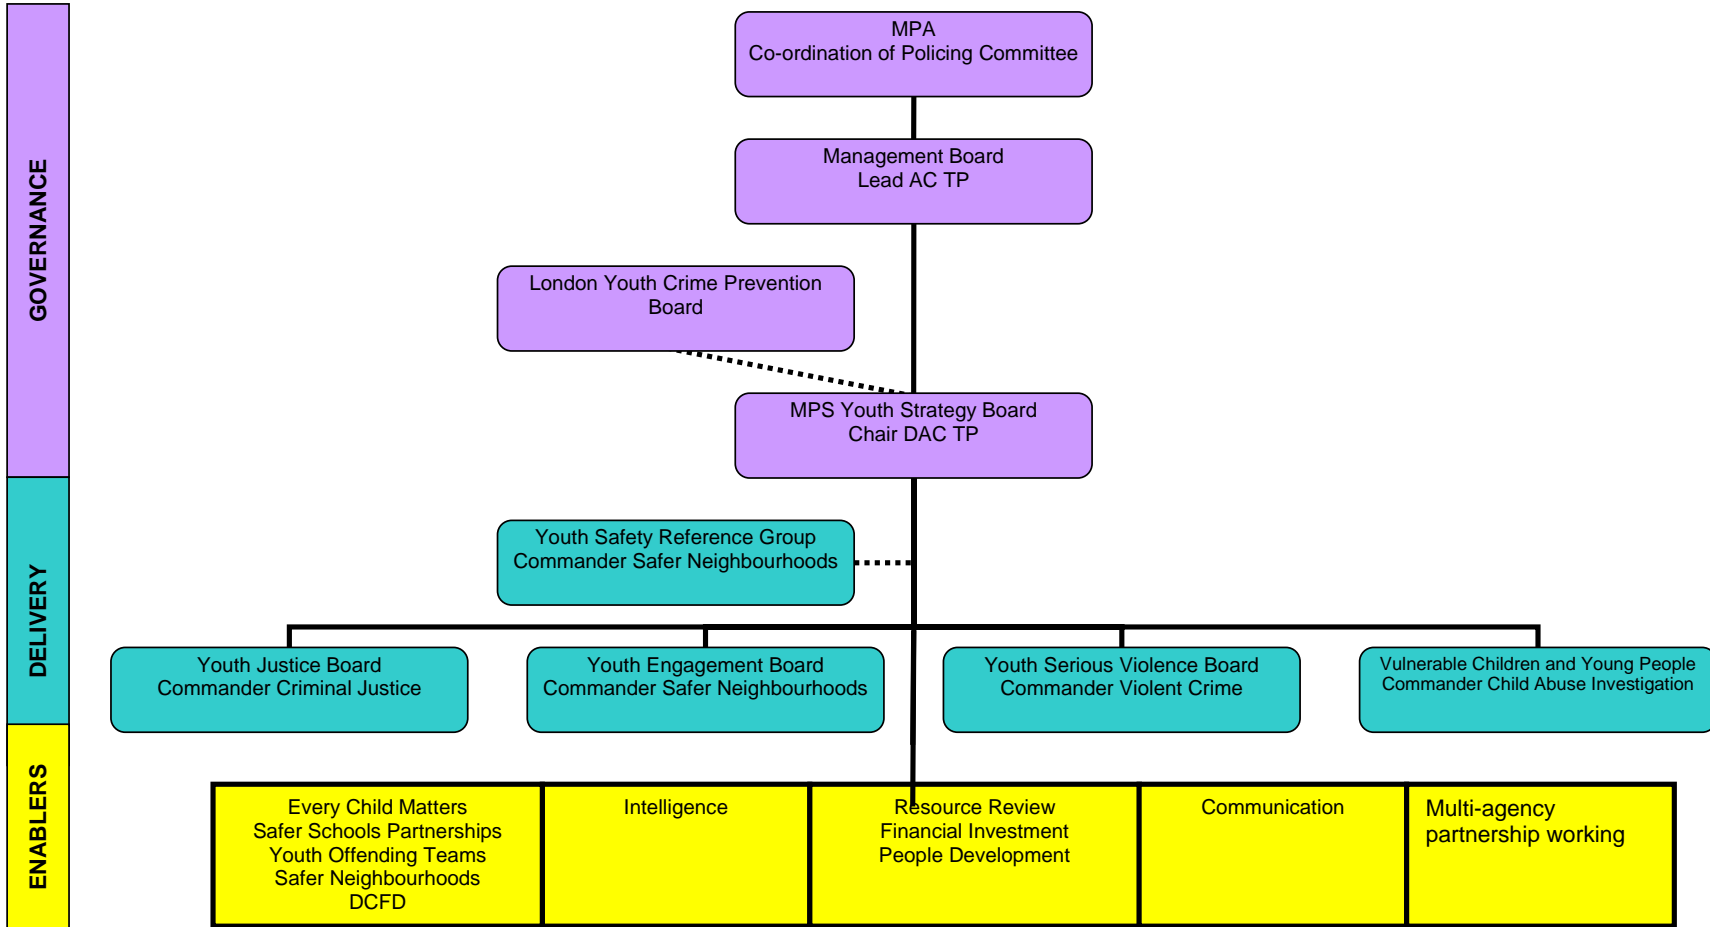 GOVERNANCE
MPA
Co-ordination of Policing Committee
Management Board
Lead AC TP
London Youth Crime Prevention
Board
MPS Youth Strategy Board
Chair DAC TP
DELIVERY
Youth Safety Reference Group
Commander Safer Neighbourhoods
Youth Justice Board
Commander Criminal Justice
Youth Engagement Board
Commander Safer Neighbourhoods
Youth Serious Violence Board
Commander Violent Crime
Vulnerable Children and Young People
Commander Child Abuse Investigation
ENABLERS
Every Child Matters
Safer Schools Partnerships
Youth Offending Teams
Safer Neighbourhoods
DCFD
Intelligence
Resource Review
Financial Investment
People Development
Communication
Multi-agency
partnership working